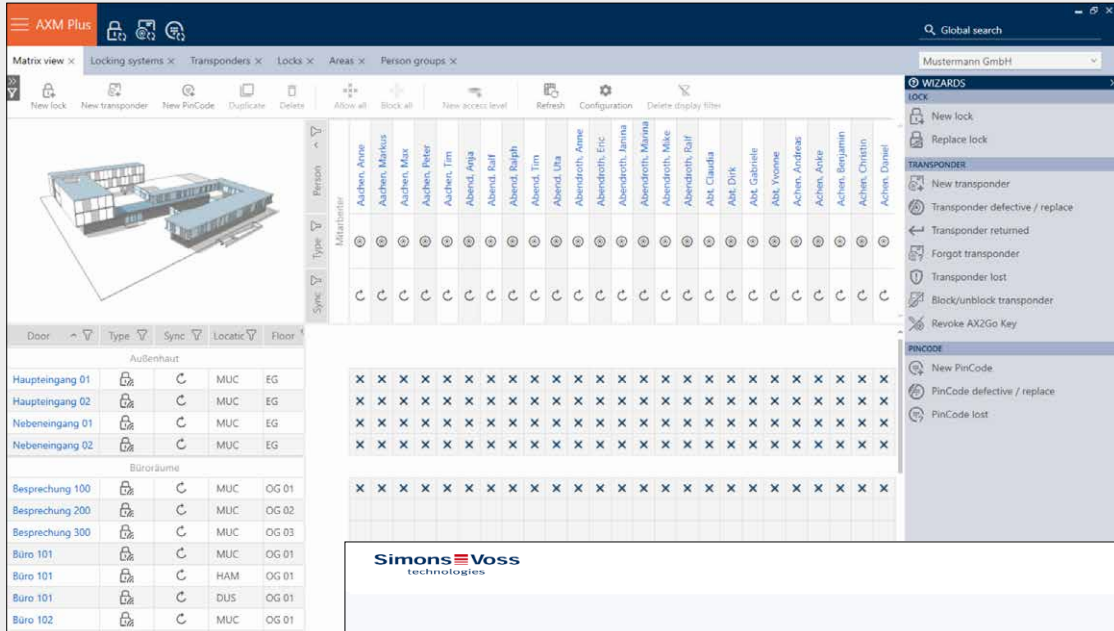 AXM Plus
Global search
Matrix view × Locking systems × Transponders × Locks × Areas × Person groups ×
Mustermann GmbH
New lock New transponder New PinCode Duplicate Delete Allow all Block all New access level Refresh Configuration Delete display filter
WIZARDS
LOCK
New lock
Replace lock
TRANSPONDER
New transponder
Transponder defective / replace
Transponder returned
Forgot transponder
Transponder lost
Block/unblock transponder
Revoke AX2Go Key
PINCODE
New PinCode
PinCode defective / replace
PinCode lost
Person
Type
Sync
Mitarbeiter
Aachen, Anne
Aachen, Markus
Aachen, Max
Aachen, Peter
Aachen, Tim
Abend, Anja
Abend, Ralf
Abend, Ralph
Abend, Tim
Abend, Uta
Abendroth, Anne
Abendroth, Eric
Abendroth, Janina
Abendroth, Marina
Abendroth, Mike
Abendroth, Ralf
Abt, Claudia
Abt, Dirk
Abt, Gabriele
Abt, Yvonne
Achen, Andreas
Achen, Anke
Achen, Benjamin
Achen, Christin
Achen, Daniel
Door Type Sync Locatic Floor
Außenhaut
Haupteingang 01 MUC EG
Haupteingang 02 MUC EG
Nebeneingang 01 MUC EG
Nebeneingang 02 MUC EG
Büroräume
Besprechung 100 MUC OG 01
Besprechung 200 MUC OG 02
Besprechung 300 MUC OG 03
Büro 101 MUC OG 01
Büro 101 HAM OG 01
Büro 101 DUS OG 01
Büro 102 MUC OG 01
Simons Voss
technologies